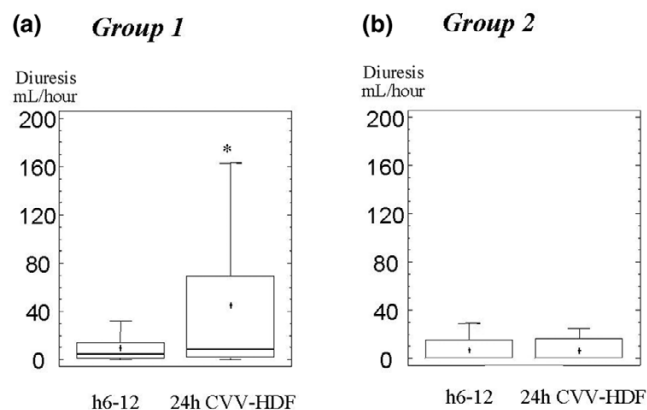 (a) Group 1
Diuresis
mL/hour
200
160
120
80
40
0
*
h6-12 24h CVV-HDF
(b) Group 2
Diuresis
mL/hour
200
160
120
80
40
0
h6-12 24h CVV-HDF